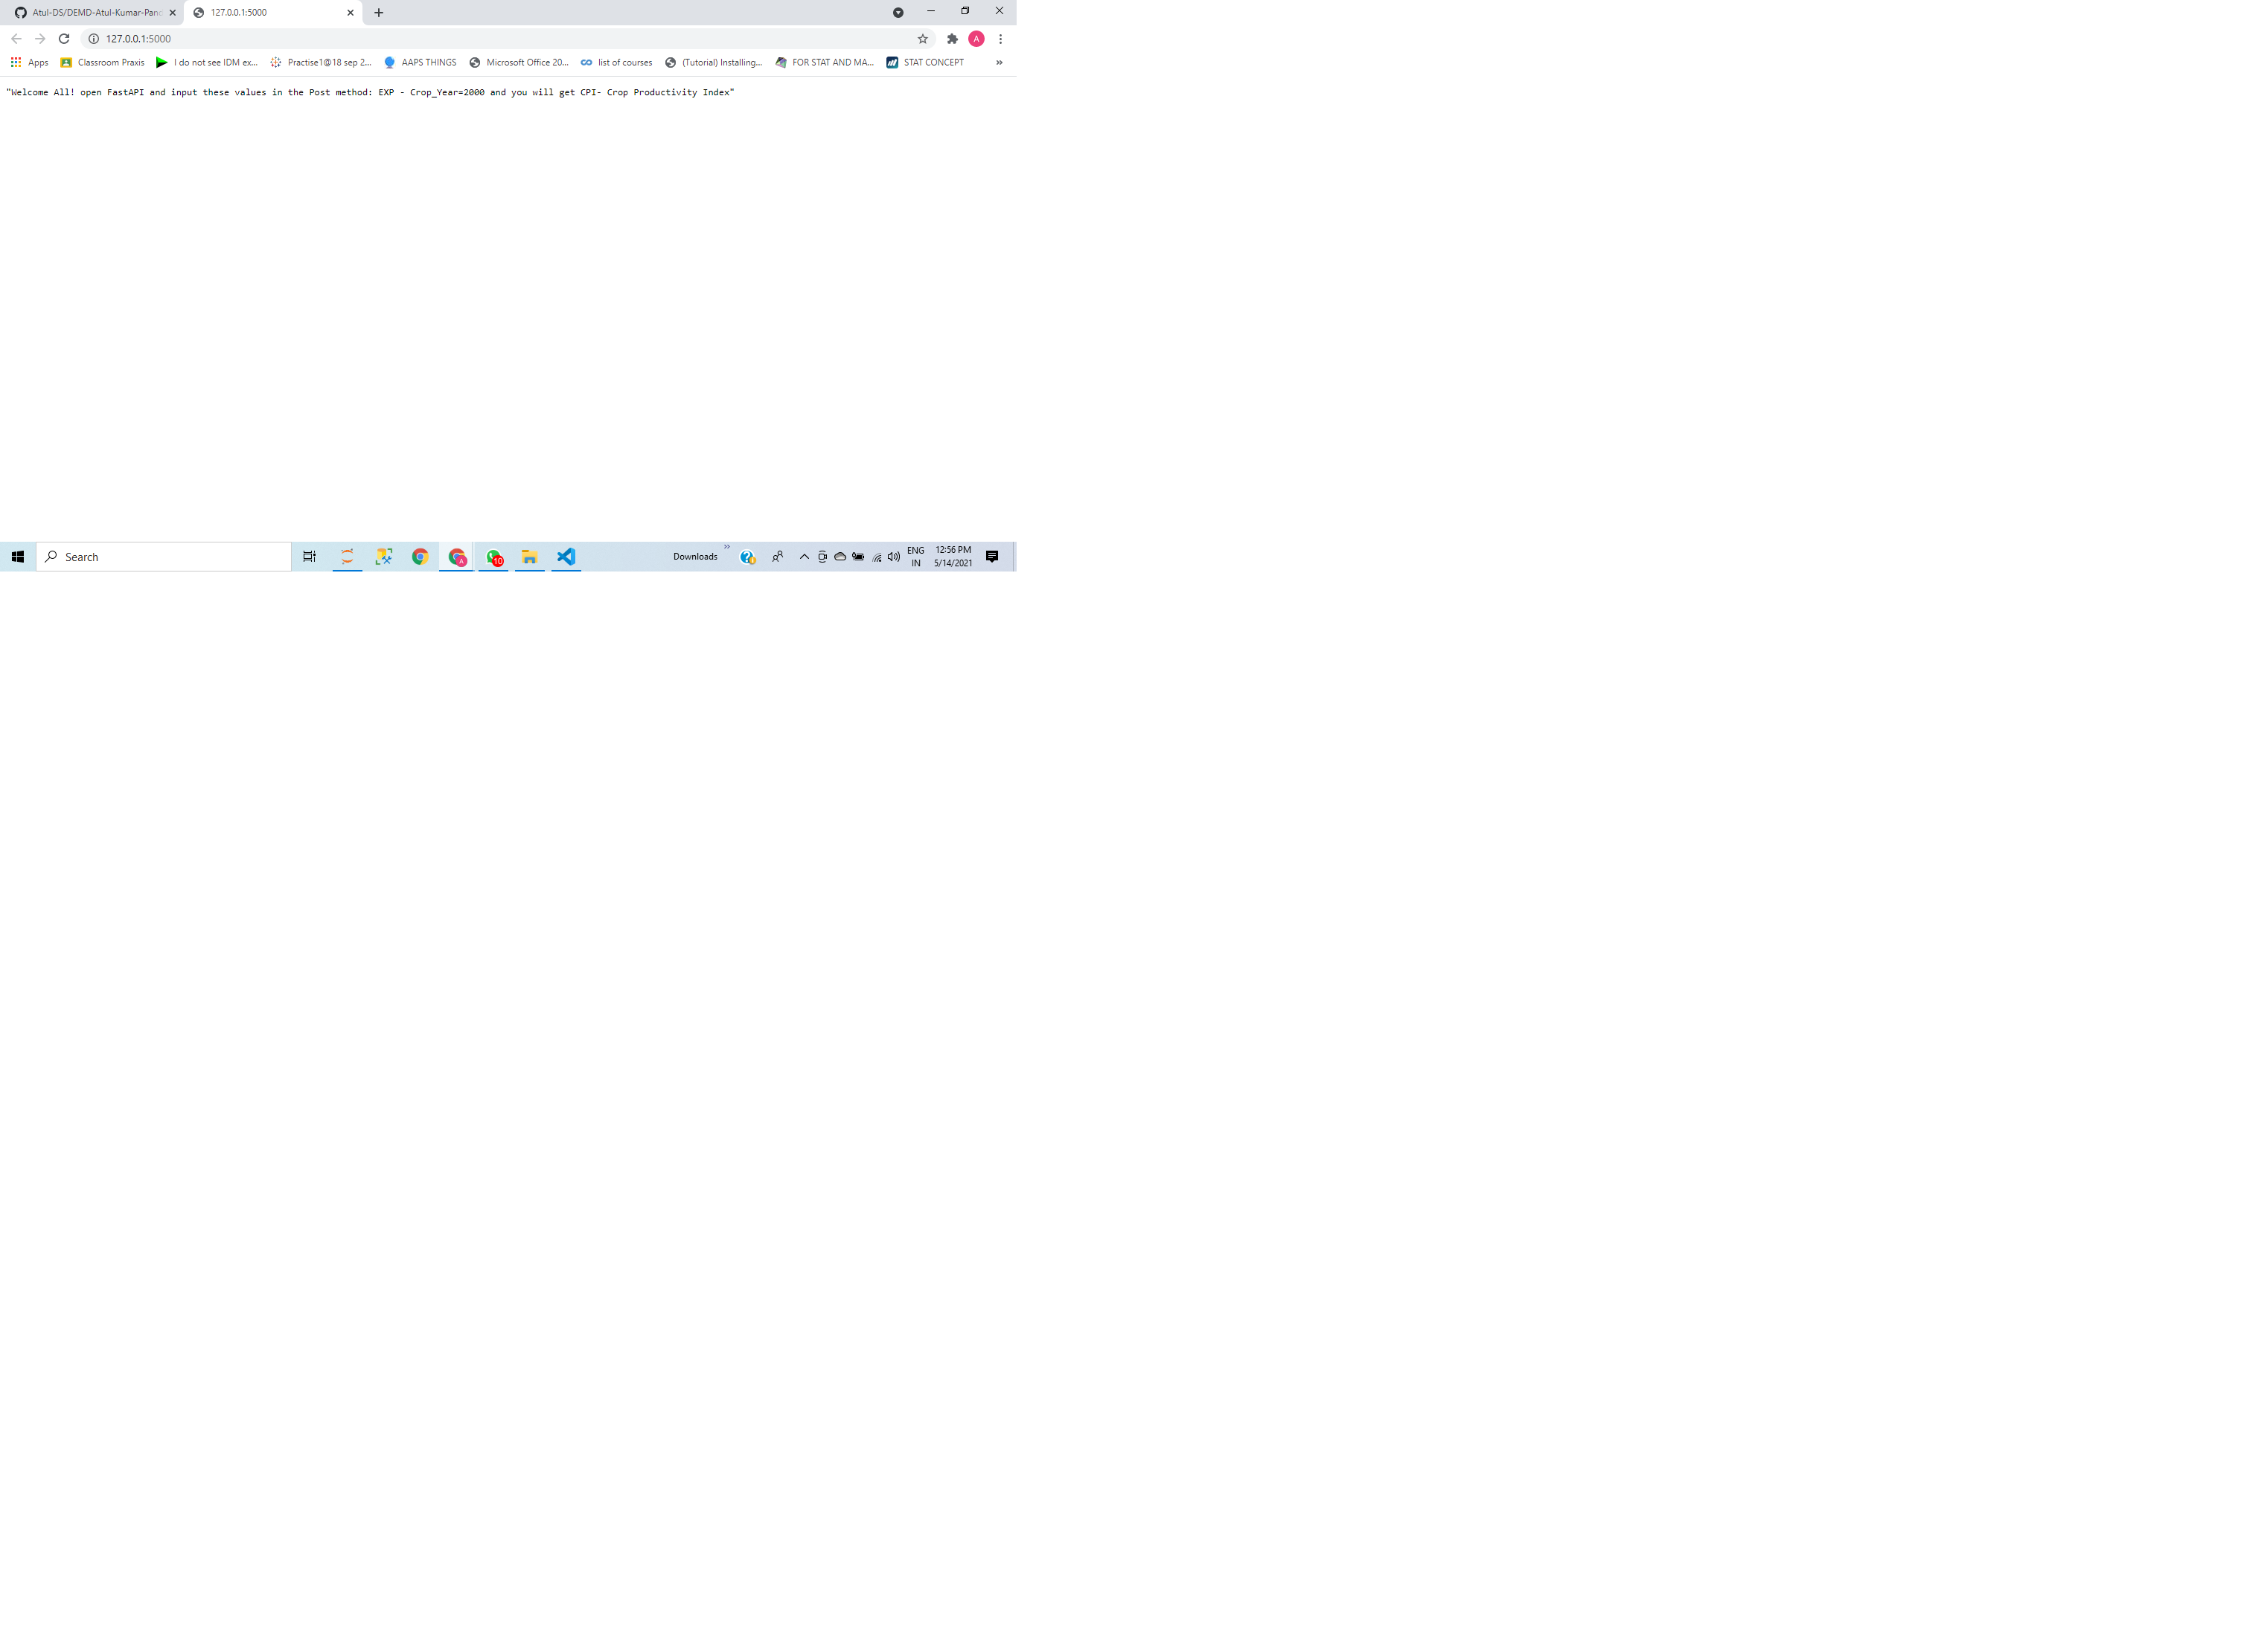 Atul-DS/DEMD-Atul-Kumar-Pand
127.0.0.1:5000
127.0.0.1:5000
A
Apps
Classroom Praxis
I do not see IDM ex...
Practise1@18 sep 2...
AAPS THINGS
Microsoft Office 20...
list of courses
(Tutorial) Installing...
FOR STAT AND MA...
STAT CONCEPT
»
"Welcome All! open FastAPI and input these values in the Post method: EXP - Crop_Year=2000 and you will get CPI- Crop Productivity Index"
Search
A
10
Downloads
»
ENG
IN
12:56 PM
5/14/2021